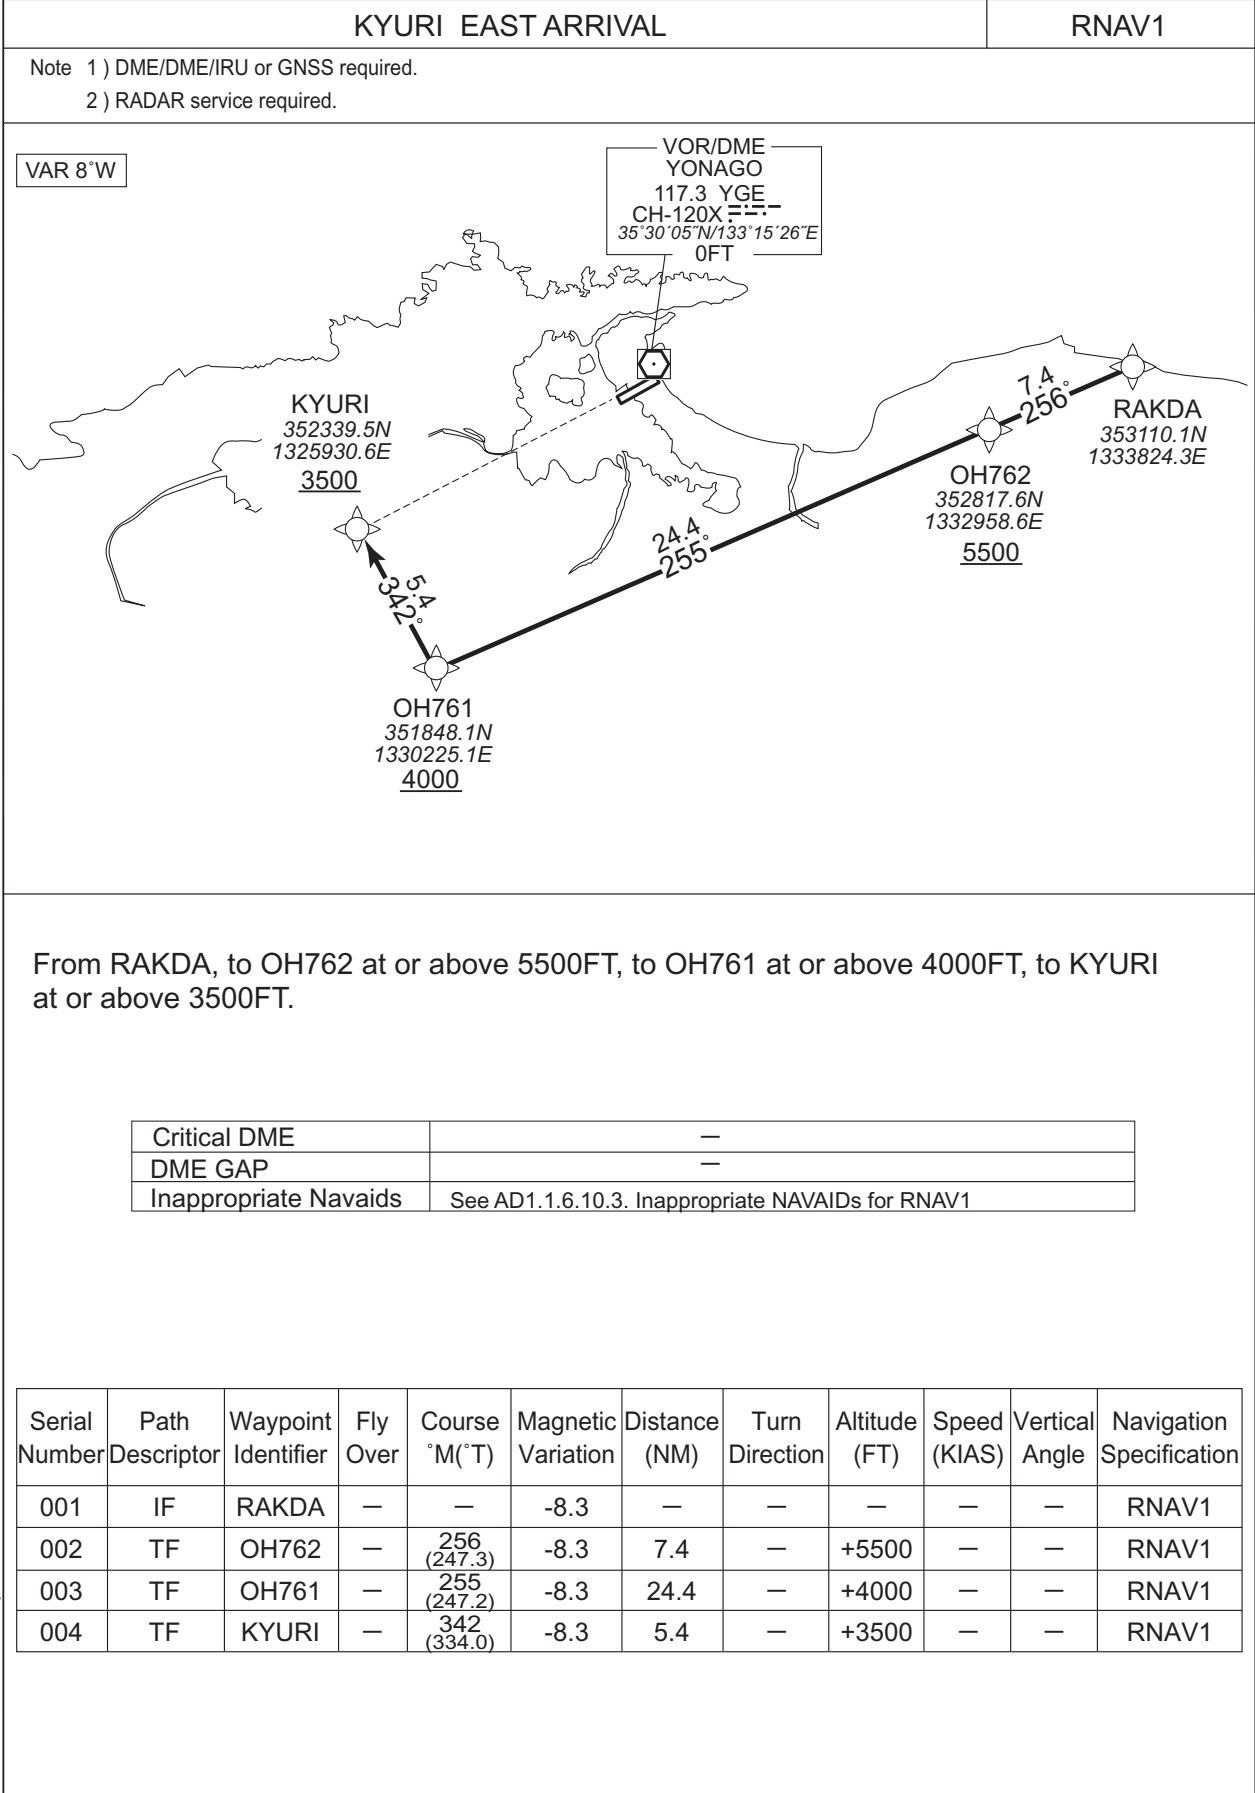 KYURI EAST ARRIVAL
RNAV1
Note 1 ) DME/DME/IRU or GNSS required.
2 ) RADAR service required.
VAR 8°W
VOR/DME
YONAGO
117.3 YGE
CH-120X
35°30´05˝N/133°15´26˝E
0FT
KYURI
352339.5N
1325930.6E
3500
7.4
256°
RAKDA
353110.1N
1333824.3E
OH762
352817.6N
1332958.6E
5500
24.4
255°
5.4
342°
OH761
351848.1N
1330225.1E
4000
From RAKDA, to OH762 at or above 5500FT, to OH761 at or above 4000FT, to KYURI
at or above 3500FT.
Critical DME —
DME GAP —
Inappropriate Navaids See AD1.1.6.10.3. Inappropriate NAVAIDs for RNAV1
Serial Path Waypoint Fly Course Magnetic Distance Turn Altitude Speed Vertical Navigation
Number Descriptor Identifier Over °M(°T) Variation (NM) Direction (FT) (KIAS) Angle Specification
001 IF RAKDA — — -8.3 — — — — — RNAV1
002 TF OH762 — 256 (247.3) -8.3 7.4 — +5500 — — RNAV1
003 TF OH761 — 255 (247.2) -8.3 24.4 — +4000 — — RNAV1
004 TF KYURI — 342 (334.0) -8.3 5.4 — +3500 — — RNAV1